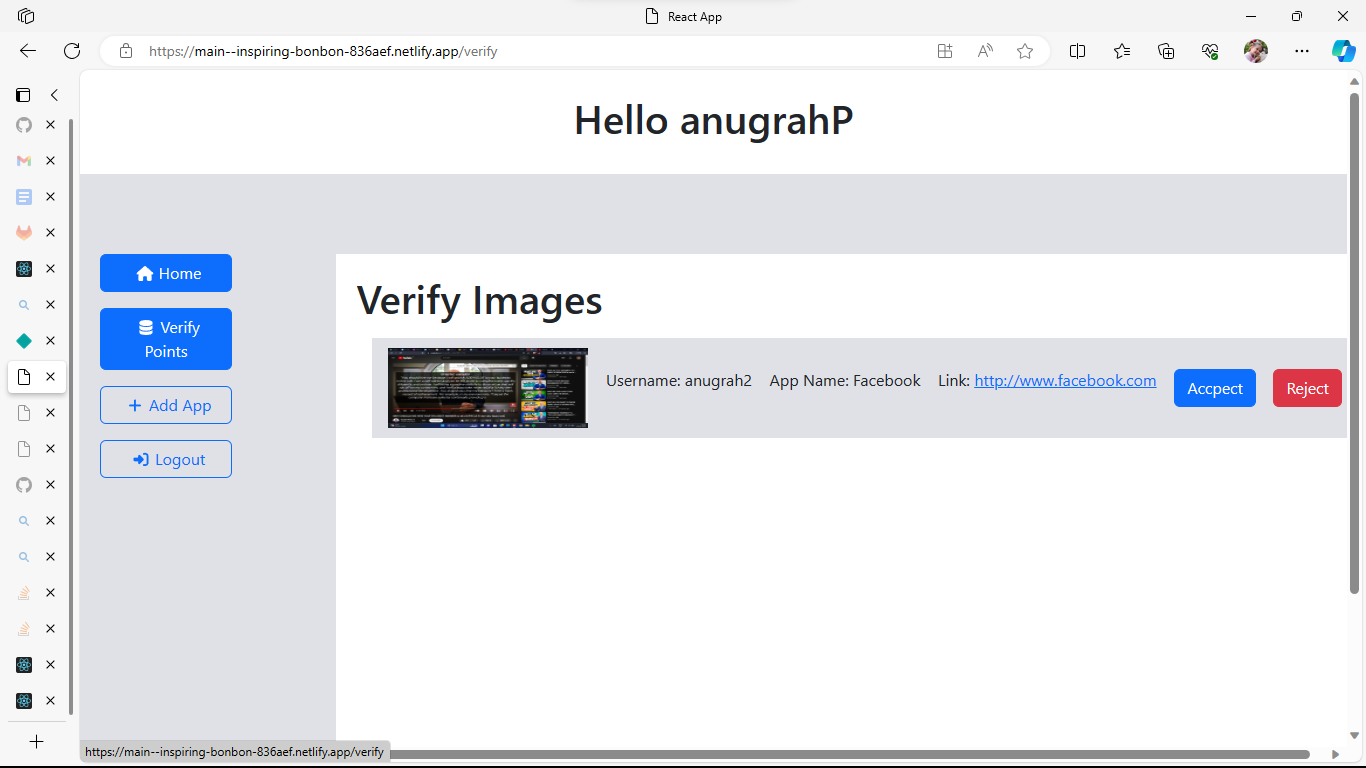 React App
https://main--inspiring-bonbon-836aef.netlify.app/verify
Hello anugrahP
Home
Verify
Points
Add App
Logout
Verify Images
Username: anugrah2 App Name: Facebook Link: http://www.facebook.com Accpect Reject
https://main--inspiring-bonbon-836aef.netlify.app/verify